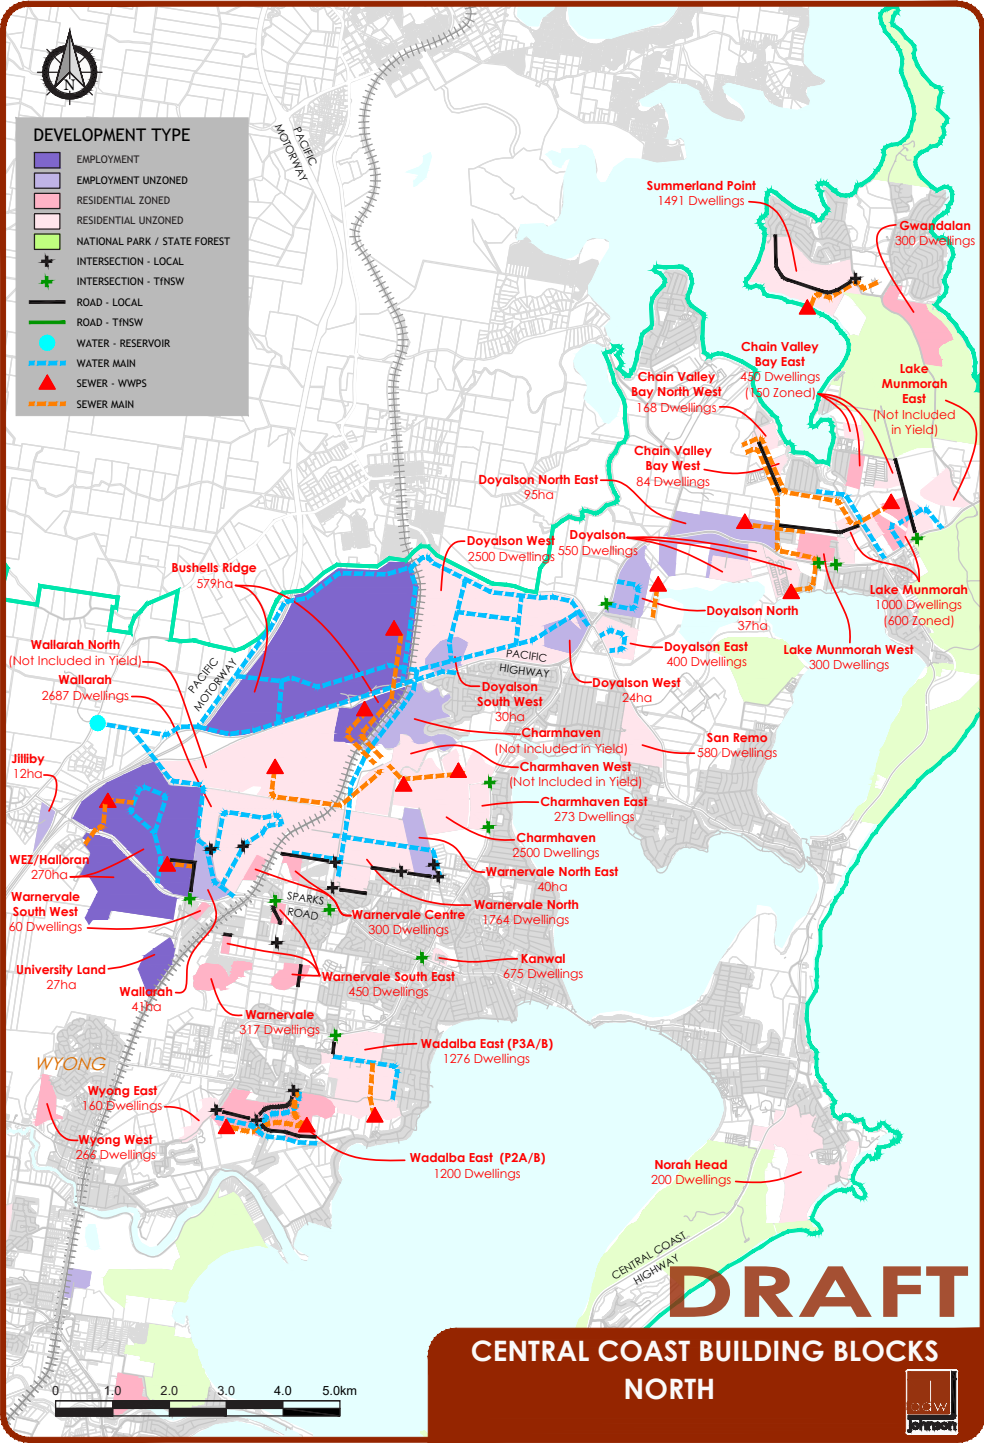 N
PACIFIC
MOTORWAY
DEVELOPMENT TYPE
EMPLOYMENT
EMPLOYMENT UNZONED
RESIDENTIAL ZONED
RESIDENTIAL UNZONED
NATIONAL PARK / STATE FOREST
INTERSECTION - LOCAL
INTERSECTION - TfNSW
ROAD - LOCAL
ROAD - TfNSW
WATER - RESERVOIR
WATER MAIN
SEWER - WWPS
SEWER MAIN
Summerland Point
1491 Dwellings
Gwandalan
300 Dwellings
Chain Valley
Bay East
450 Dwellings
(150 Zoned)
Lake
Munmorah
East
(Not Included
in Yield)
Chain Valley
Bay North West
168 Dwellings
Chain Valley
Bay West
84 Dwellings
Doyalson North East
95ha
Doyalson
550 Dwellings
Doyalson West
2500 Dwellings
Bushells Ridge
579ha
Lake Munmorah
1000 Dwellings
(600 Zoned)
Doyalson North
37ha
Lake Munmorah West
300 Dwellings
Doyalson East
400 Dwellings
Wallarah North
(Not Included in Yield)
Wallarah
2687 Dwellings
PACIFIC
MOTORWAY
PACIFIC
HIGHWAY
Doyalson West
24ha
Doyalson
South West
30ha
Charmhaven
(Not Included in Yield)
San Remo
580 Dwellings
Charmhaven West
(Not Included in Yield)
Jilliby
12ha
Charmhaven East
273 Dwellings
Charmhaven
2500 Dwellings
WEZ/Halloran
270ha
Warnervale North East
40ha
Warnervale
South West
60 Dwellings
SPARKS
ROAD
Warnervale North
1764 Dwellings
Warnervale Centre
300 Dwellings
Kanwal
675 Dwellings
University Land
27ha
Warnervale South East
450 Dwellings
Wallarah
41ha
Warnervale
317 Dwellings
Wadalba East (P3A/B)
1276 Dwellings
WYONG
Wyong East
160 Dwellings
Wyong West
266 Dwellings
Wadalba East (P2A/B)
1200 Dwellings
Norah Head
200 Dwellings
CENTRAL COAST
HIGHWAY
DRAFT
CENTRAL COAST BUILDING BLOCKS
NORTH
0 1.0 2.0 3.0 4.0 5.0km
adw
johnson